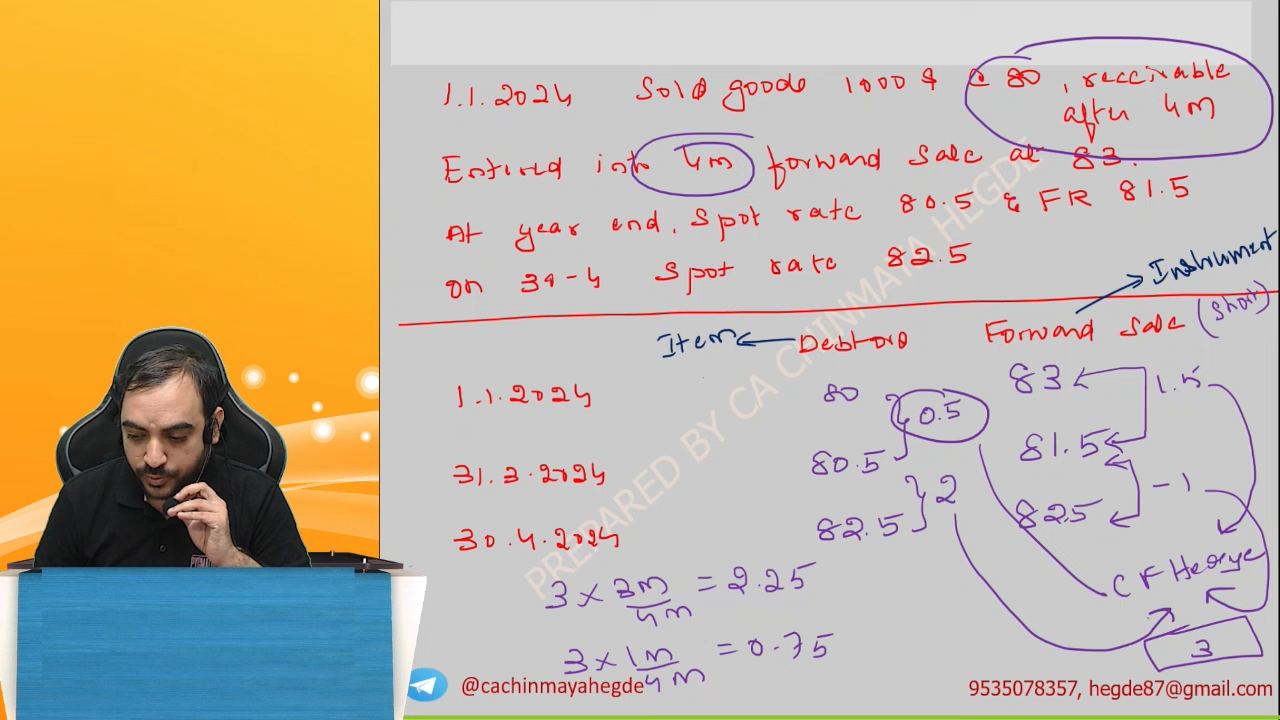 1.1.2024 Sold goods 1000 $ @ 80, receivable
after 4m
Entered into 4m forward sale at 83.
At year end, Spot rate 80.5 & FR 81.5
on 30-4 Spot rate 82.5
Instrument
Item ← Debtors Forward Sale (Short)
1.1.2024 80 83 1.5
0.5
31.3.2024 80.5 81.5
2 -1
30.4.2024 82.5 82.5
CF Hedge
3 × 3m/4m = 2.25
3
3 × 1m/4m = 0.75
PREPARED BY CA CHINMAYA HEGDE
@cachinmayahegde
9535078357, hegde87@gmail.com